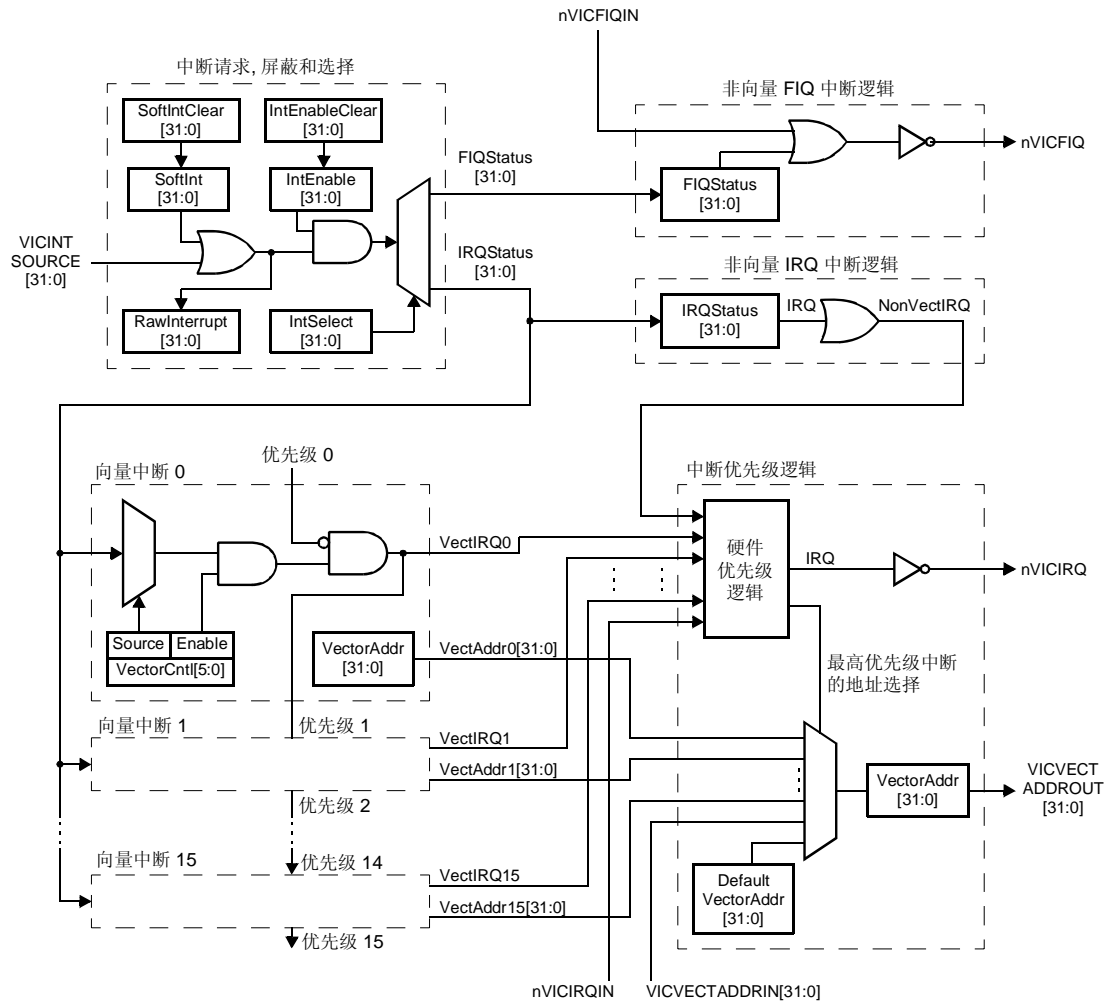 nVICFIQIN
中断请求, 屏蔽和选择
SoftIntClear
[31:0]
IntEnableClear
[31:0]
SoftInt
[31:0]
IntEnable
[31:0]
VICINT
SOURCE
[31:0]
RawInterrupt
[31:0]
IntSelect
[31:0]
FIQStatus
[31:0]
IRQStatus
[31:0]
非向量 FIQ 中断逻辑
FIQStatus
[31:0]
nVICFIQ
非向量 IRQ 中断逻辑
IRQStatus
[31:0]
IRQ
NonVectIRQ
向量中断 0
优先级 0
Source
Enable
VectorCntl[5:0]
VectorAddr
[31:0]
VectIRQ0
VectAddr0[31:0]
中断优先级逻辑
硬件
优先级
逻辑
IRQ
nVICIRQ
最高优先级中断
的地址选择
向量中断 1
优先级 1
VectIRQ1
VectAddr1[31:0]
优先级 2
VectorAddr
[31:0]
VICVECT
ADDROUT
[31:0]
向量中断 15
优先级 14
VectIRQ15
VectAddr15[31:0]
优先级 15
Default
VectorAddr
[31:0]
nVICIRQIN
VICVECTADDRIN[31:0]